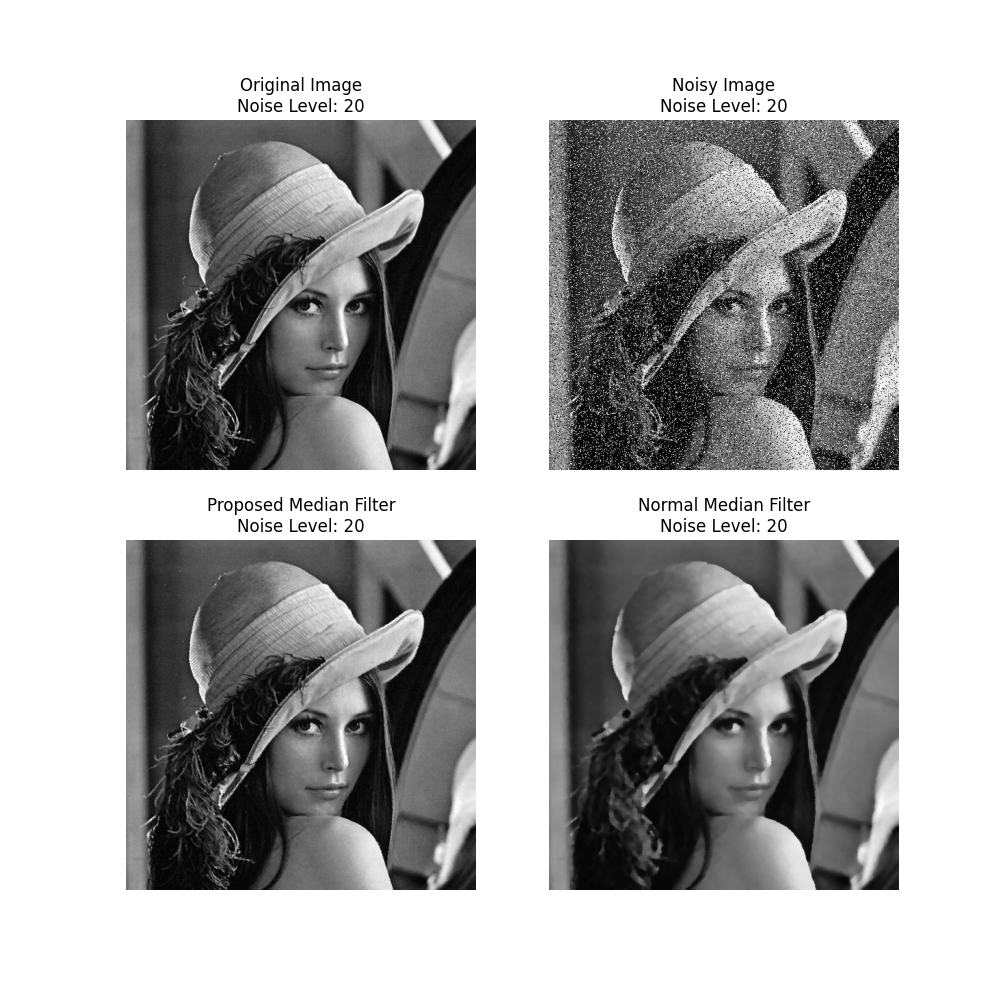 Original Image
Noise Level: 20
Noisy Image
Noise Level: 20
Proposed Median Filter
Noise Level: 20
Normal Median Filter
Noise Level: 20